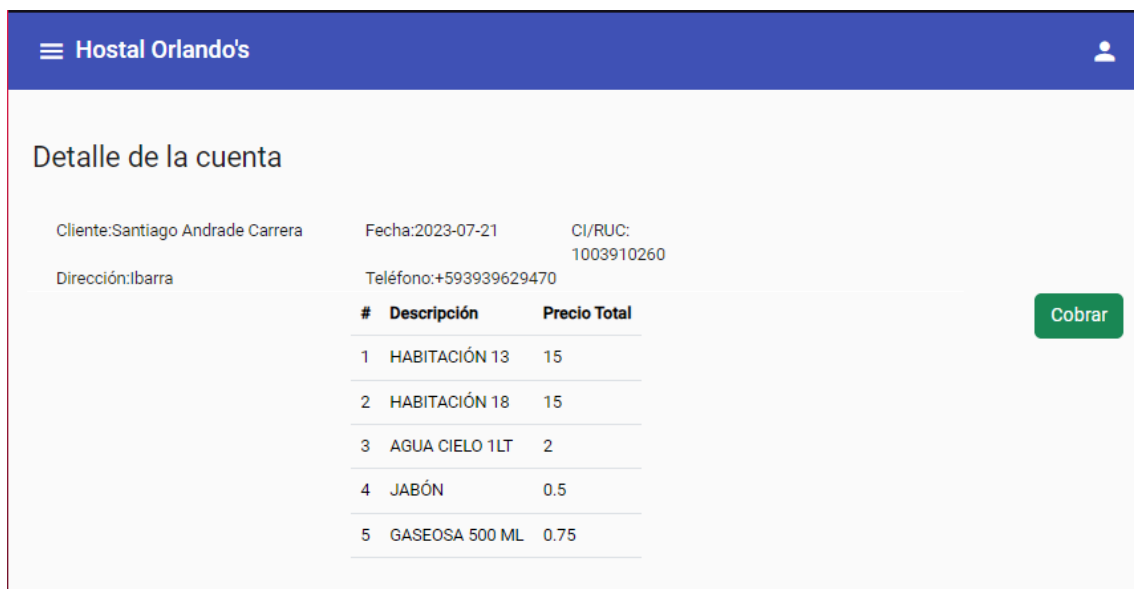 Hostal Orlando's
Detalle de la cuenta
Cliente:Santiago Andrade Carrera Fecha:2023-07-21 CI/RUC:
1003910260
Dirección:Ibarra Teléfono:+593939629470
# Descripción Precio Total
Cobrar
1 HABITACIÓN 13 15
2 HABITACIÓN 18 15
3 AGUA CIELO 1LT 2
4 JABÓN 0.5
5 GASEOSA 500 ML 0.75